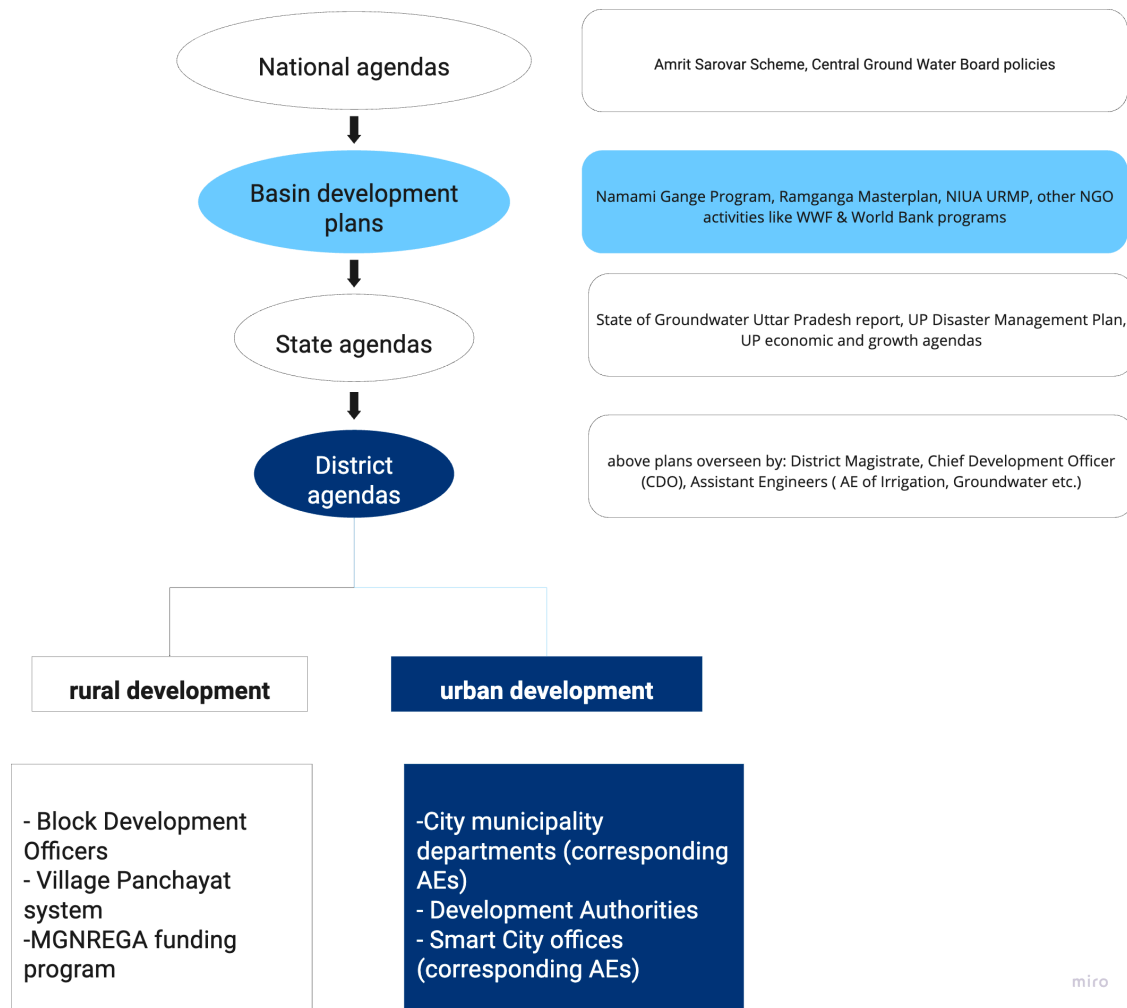 National agendas
Amrit Sarovar Scheme, Central Ground Water Board policies
Basin development
plans
Namami Gange Program, Ramganga Masterplan, NIUA URMP, other NGO
activities like WWF & World Bank programs
State agendas
State of Groundwater Uttar Pradesh report, UP Disaster Management Plan,
UP economic and growth agendas
District
agendas
above plans overseen by: District Magistrate, Chief Development Officer
(CDO), Assistant Engineers ( AE of Irrigation, Groundwater etc.)
rural development
urban development
- Block Development
Officers
- Village Panchayat
system
-MGNREGA funding
program
-City municipality
departments (corresponding
AEs)
- Development Authorities
- Smart City offices
(corresponding AEs)
miro